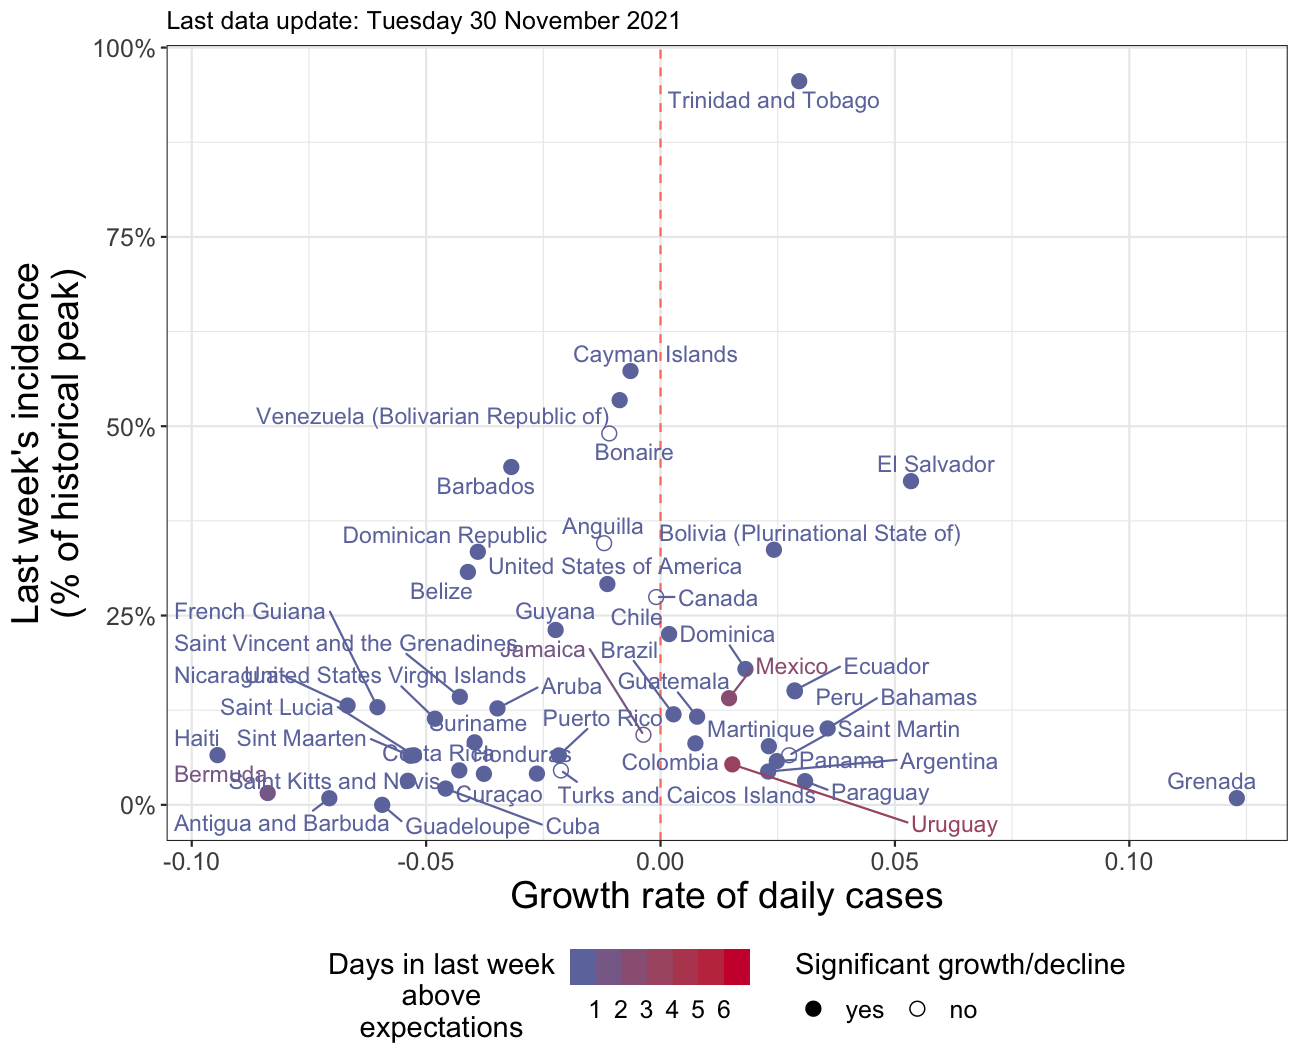 Last data update: Tuesday 30 November 2021
100%
Trinidad and Tobago
75%
Cayman Islands
Venezuela (Bolivarian Republic of)
50%
Bonaire
El Salvador
Barbados
Anguilla
Dominican Republic
Bolivia (Plurinational State of)
United States of America
Belize
Canada
French Guiana
Guyana
25%
Chile
Dominica
Saint Vincent and the Grenadines
Jamaica
Brazil
Mexico
Ecuador
Nicaragua
United States Virgin Islands
Guatemala
Aruba
Peru
Bahamas
Saint Lucia
Suriname
Puerto Rico
Martinique
Saint Martin
Haiti
Sint Maarten
Costa Rica
Honduras
Colombia
Panama
Argentina
Bermuda
Saint Kitts and Nevis
Grenada
Curaçao
Turks and Caicos Islands
Paraguay
0%
Antigua and Barbuda
Guadeloupe
Cuba
Uruguay
-0.10
-0.05
0.00
0.05
0.10
Growth rate of daily cases
Last week's incidence
(% of historical peak)
Days in last week
above
expectations
1 2 3 4 5 6
Significant growth/decline
yes
no